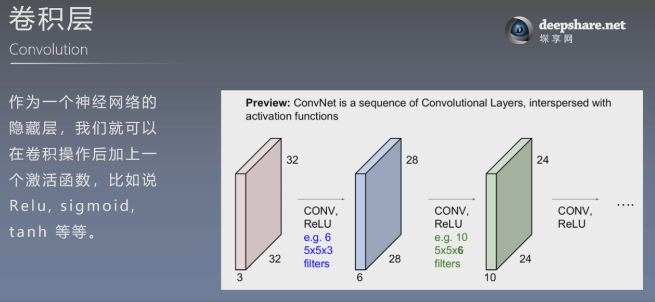 卷积层
Convolution
deepshare.net
深享网
作为一个神经网络的
隐藏层，我们就可以
在卷积操作后加上一
个激活函数，比如说
Relu, sigmoid,
tanh 等等。
Preview: ConvNet is a sequence of Convolutional Layers, interspersed with
activation functions
32
32
3
CONV,
ReLU
e.g. 6
5x5x3
filters
28
28
6
CONV,
ReLU
e.g. 10
5x5x6
filters
24
24
10
CONV,
ReLU
....